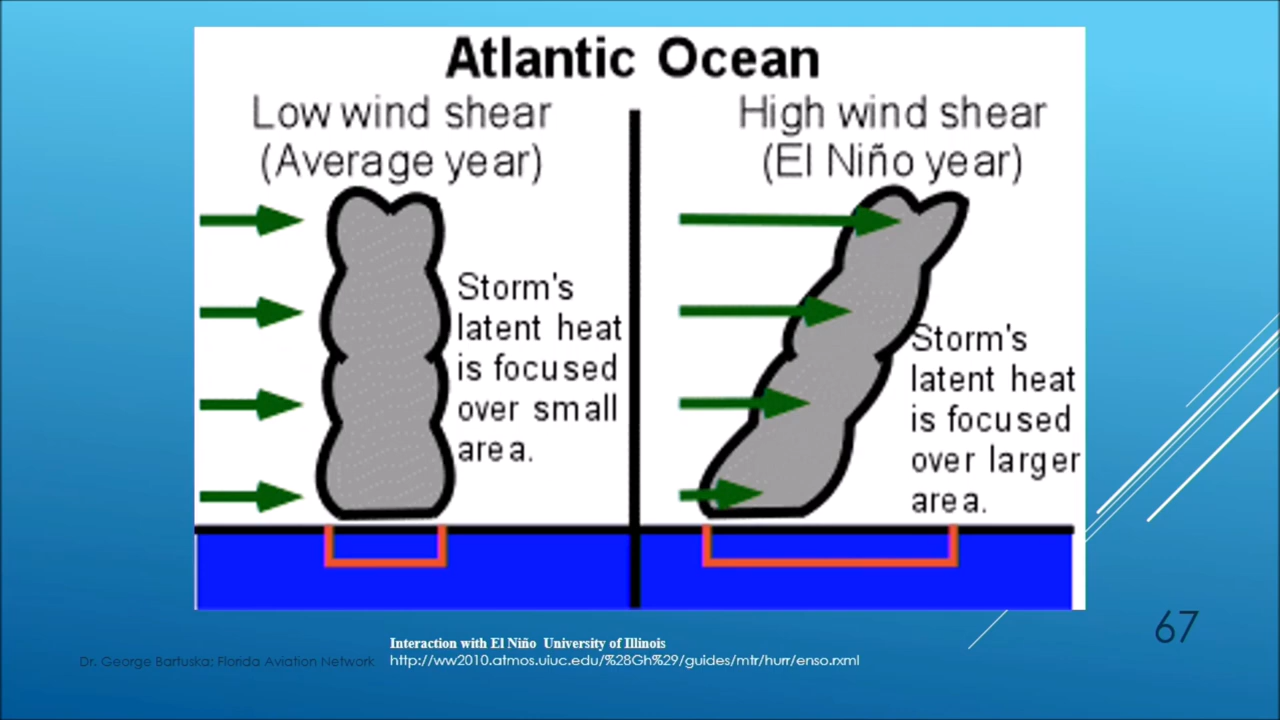 Atlantic Ocean
Low wind shear
(Average year)
Storm's
latent heat
is focused
over small
area.
High wind shear
(El Niño year)
Storm's
latent heat
is focused
over larger
area.
67
Interaction with El Niño University of Illinois
Dr. George Bartuska; Florida Aviation Network
http://ww2010.atmos.uiuc.edu/%28Gh%29/guides/mtr/hurr/enso.rxml